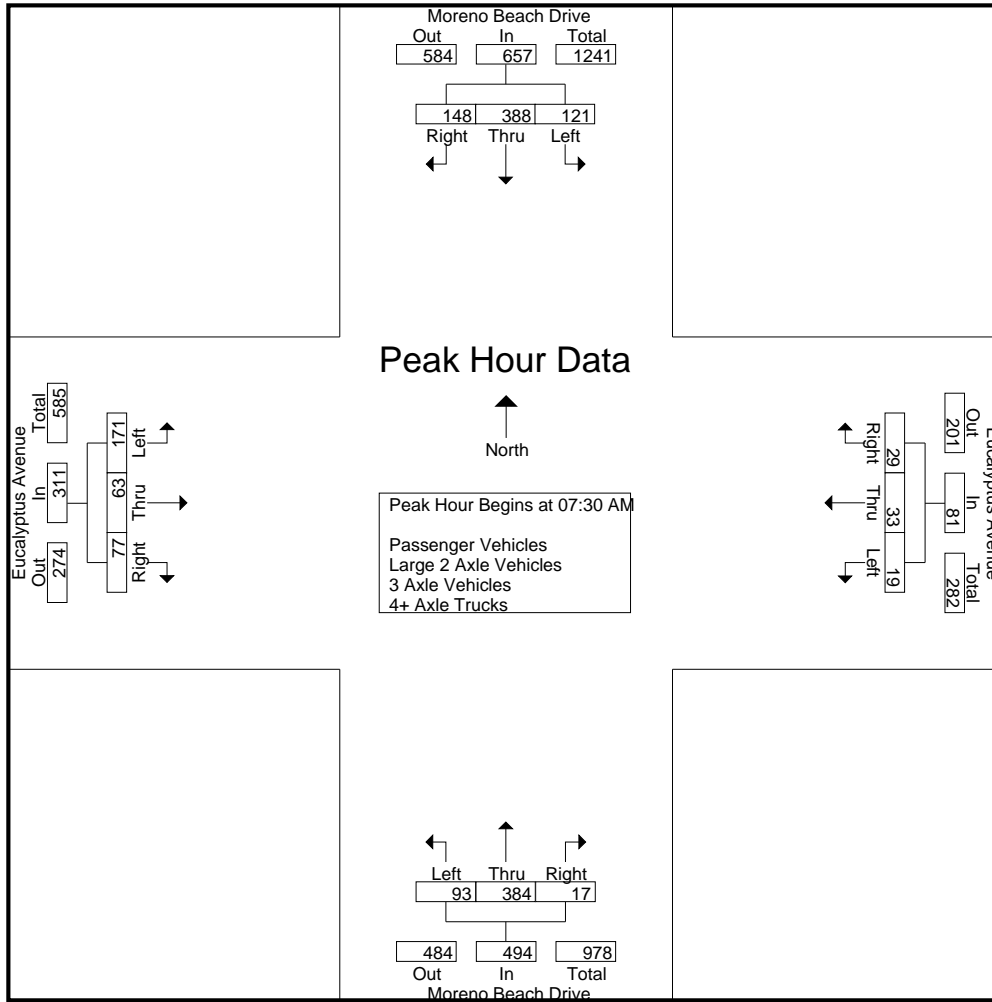 Moreno Beach Drive
Out In Total
584 657 1241
148 388 121
Right Thru Left
Peak Hour Data
North
Peak Hour Begins at 07:30 AM
Passenger Vehicles
Large 2 Axle Vehicles
3 Axle Vehicles
4+ Axle Trucks
Eucalyptus Avenue
Out In Total
274 311 585
Left Thru Right
171 63 77
Eucalyptus Avenue
Out In Total
201 81 282
Right Thru Left
29 33 19
Left Thru Right
93 384 17
484 494 978
Out In Total
Moreno Beach Drive